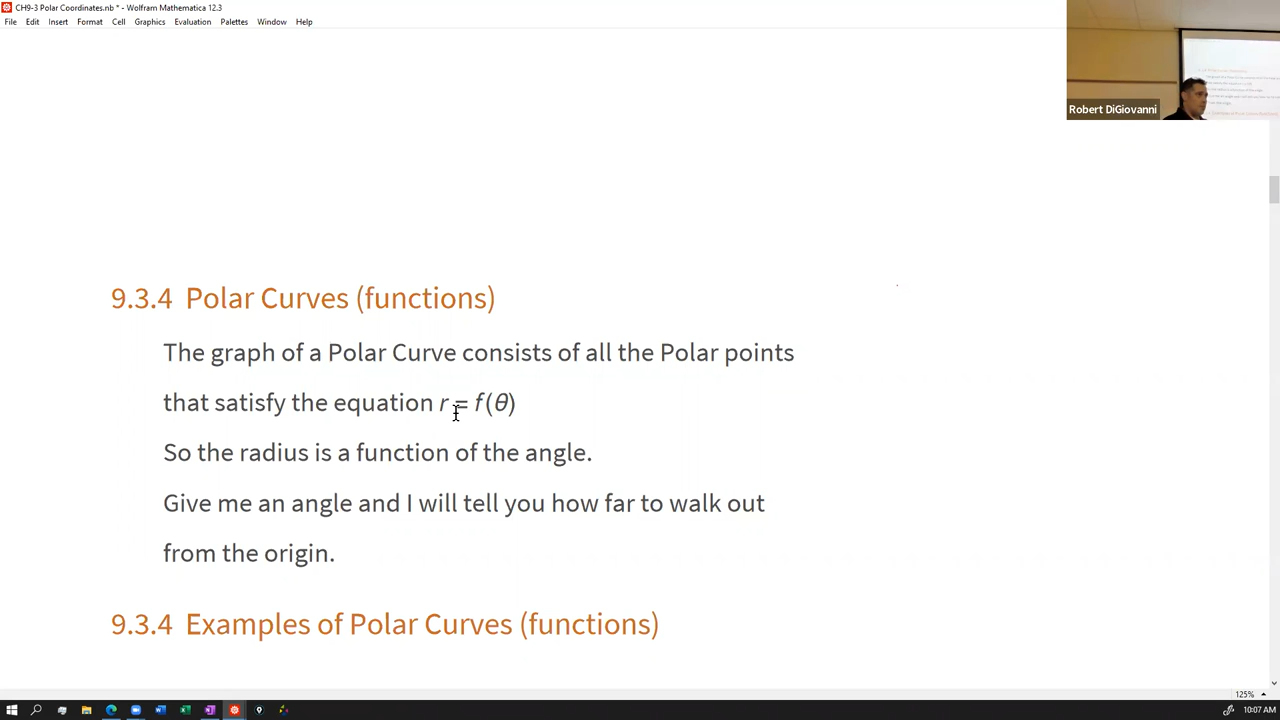 CH9-3 Polar Coordinates.nb * - Wolfram Mathematica 12.3
File Edit Insert Format Cell Graphics Evaluation Palettes Window Help
Robert DiGiovanni
9.3.4 Polar Curves (functions)
The graph of a Polar Curve consists of all the Polar points
that satisfy the equation r = f(θ)
So the radius is a function of the angle.
Give me an angle and I will tell you how far to walk out
from the origin.
9.3.4 Examples of Polar Curves (functions)
125%
10:07 AM